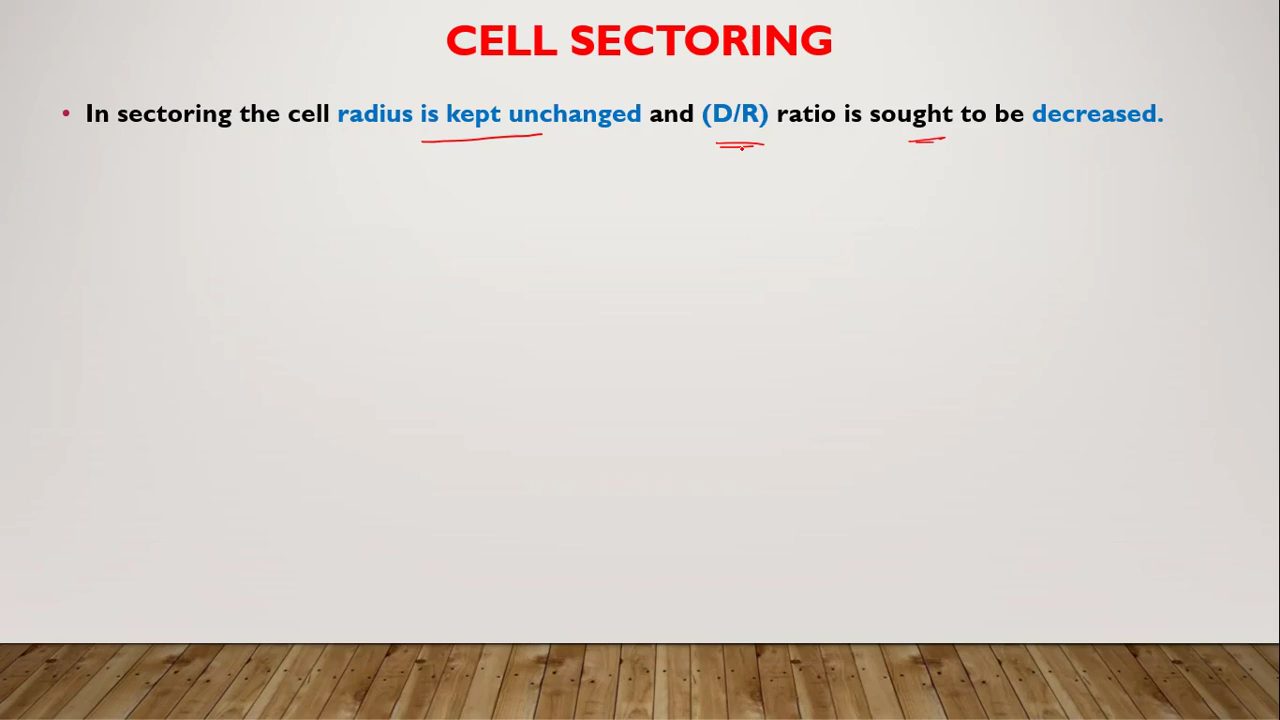 CELL SECTORING
• In sectoring the cell radius is kept unchanged and (D/R) ratio is sought to be decreased.